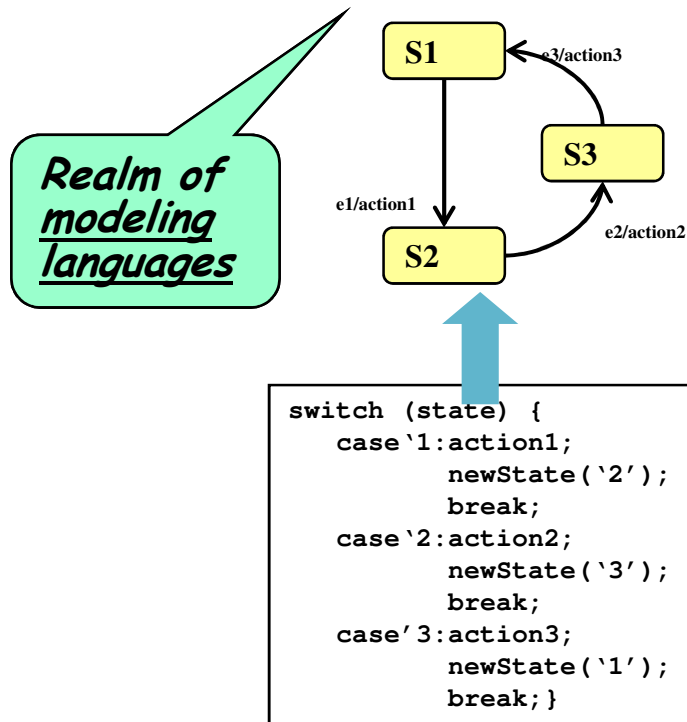 S1
e3/action3
S3
Realm of
modeling
languages
e1/action1
e2/action2
S2
switch (state) {
case‘1:action1;
newState(‘2’);
break;
case‘2:action2;
newState(‘3’);
break;
case’3:action3;
newState(‘1’);
break;}